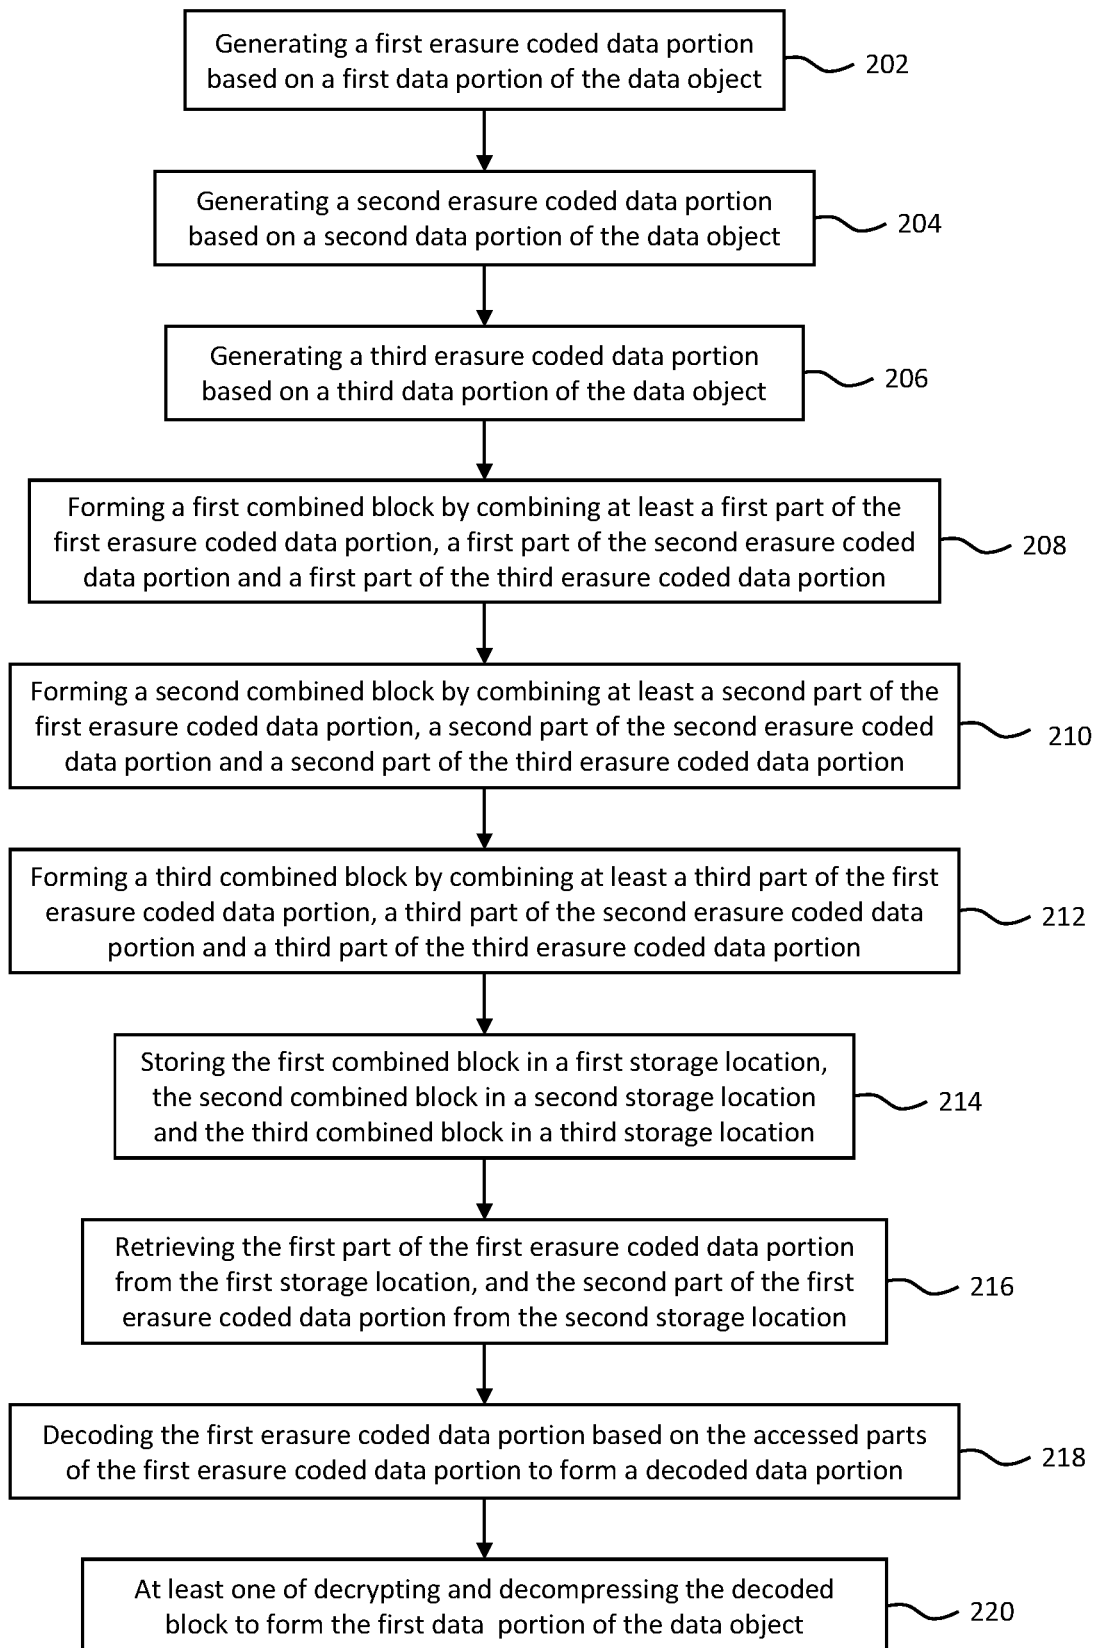 Generating a first erasure coded data portion
based on a first data portion of the data object
202
Generating a second erasure coded data portion
based on a second data portion of the data object
204
Generating a third erasure coded data portion
based on a third data portion of the data object
206
Forming a first combined block by combining at least a first part of the
first erasure coded data portion, a first part of the second erasure coded
data portion and a first part of the third erasure coded data portion
208
Forming a second combined block by combining at least a second part of the
first erasure coded data portion, a second part of the second erasure coded
data portion and a second part of the third erasure coded data portion
210
Forming a third combined block by combining at least a third part of the first
erasure coded data portion, a third part of the second erasure coded data
portion and a third part of the third erasure coded data portion
212
Storing the first combined block in a first storage location,
the second combined block in a second storage location
and the third combined block in a third storage location
214
Retrieving the first part of the first erasure coded data portion
from the first storage location, and the second part of the first
erasure coded data portion from the second storage location
216
Decoding the first erasure coded data portion based on the accessed parts
of the first erasure coded data portion to form a decoded data portion
218
At least one of decrypting and decompressing the decoded
block to form the first data portion of the data object
220